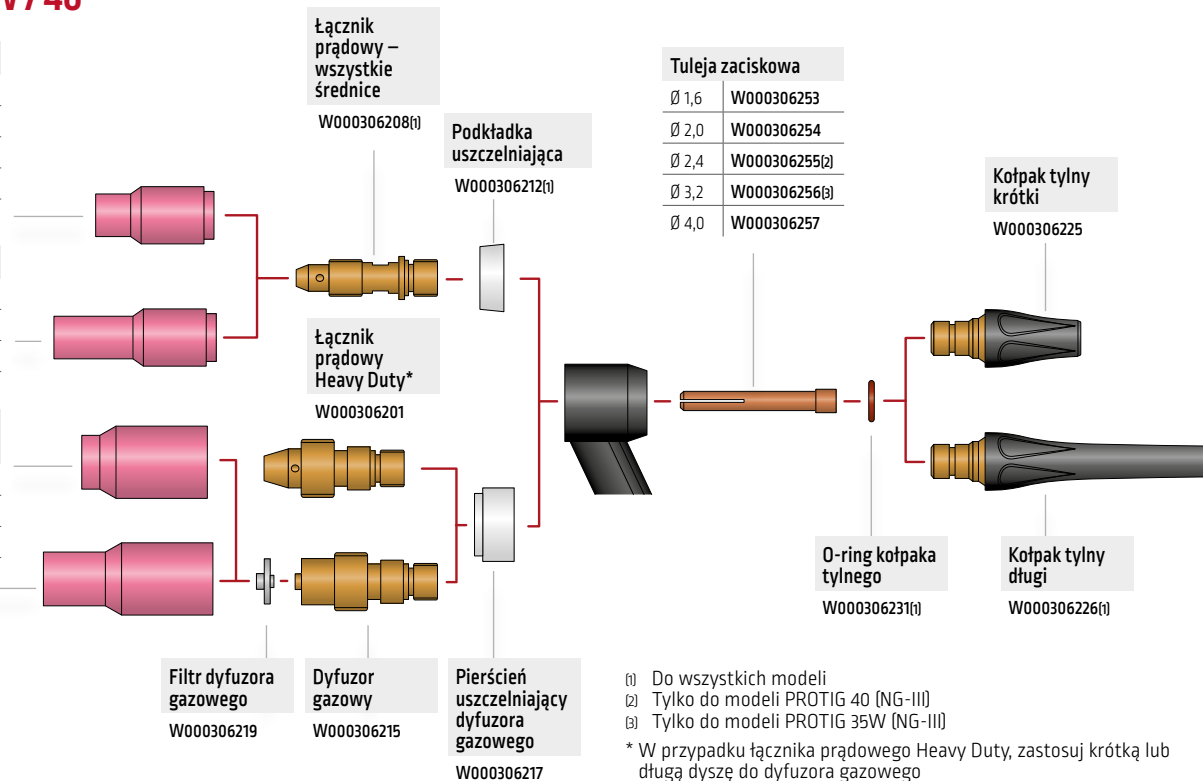 Łącznik
prądowy –
wszystkie
średnice
W000306208(1)
Podkładka
uszczelniająca
W000306212(1)
Tuleja zaciskowa
Ø 1,6 W000306253
Ø 2,0 W000306254
Ø 2,4 W000306255(2)
Ø 3,2 W000306256(3)
Ø 4,0 W000306257
Kołpak tylny
krótki
W000306225
Łącznik
prądowy
Heavy Duty*
W000306201
O-ring kołpaka
tylnego
W000306231(1)
Kołpak tylny
długi
W000306226(1)
Filtr dyfuzora
gazowego
W000306219
Dyfuzor
gazowy
W000306215
Pierścień
uszczelniający
dyfuzora
gazowego
W000306217
(1) Do wszystkich modeli
(2) Tylko do modeli PROTIG 40 (NG-III)
(3) Tylko do modeli PROTIG 35W (NG-III)
* W przypadku łącznika prądowego Heavy Duty, zastosuj krótką lub
długą dyszę do dyfuzora gazowego